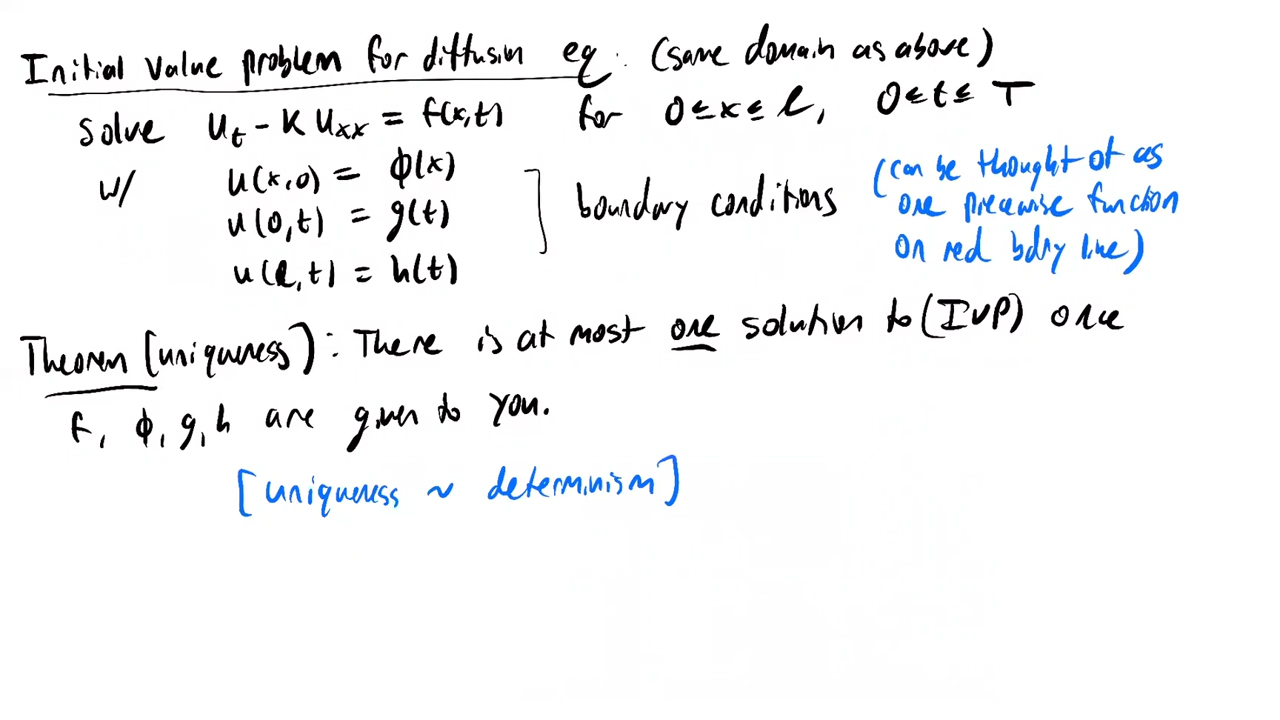 Initial value problem for diffusion eq. (same domain as above)
solve u_t - k u_xx = f(x,t) for 0 ≤ x ≤ l, 0 ≤ t ≤ T
w/ u(x,0) = ϕ(x)
u(0,t) = g(t)
u(l,t) = h(t)
boundary conditions
(can be thought of as
one piecewise function
on red bdry line)
Theorem [uniqueness]: There is at most one solution to (IVP) once
f, ϕ, g, h are given to you.
[uniqueness ~ determinism]